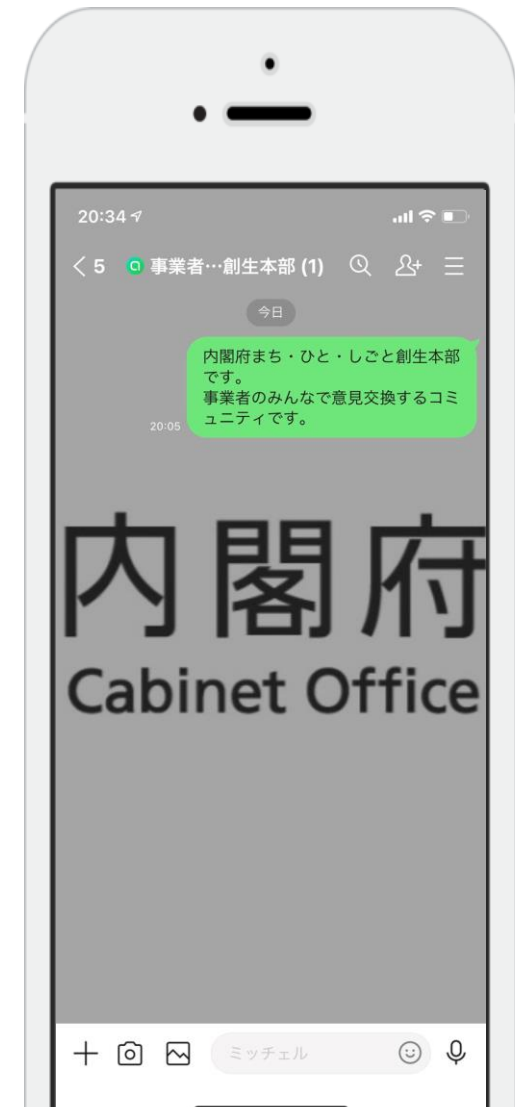 20:34
5 事業者…創生本部 (1)
今日
内閣府まち・ひと・しごと創生本部
です。
事業者のみんなで意見交換するコミ
ュニティです。
20:05
内閣府
Cabinet Office
ミッチェル